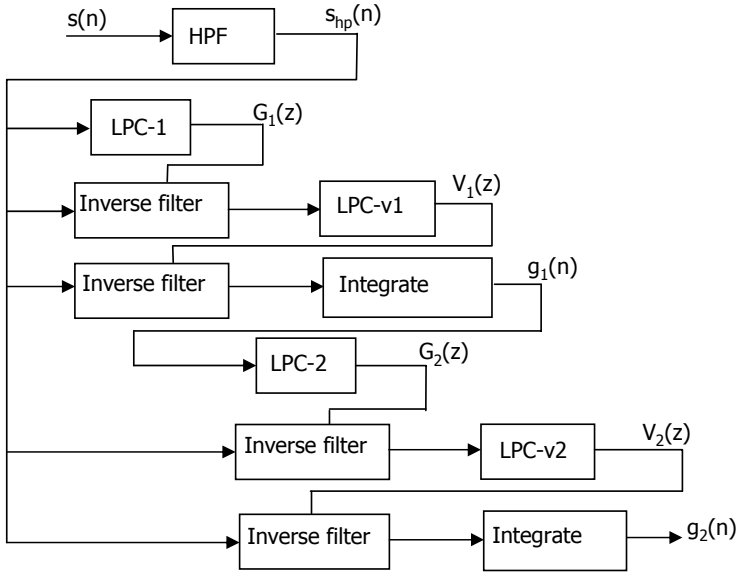 s(n)
HPF
s_hp(n)
LPC-1
G_1(z)
Inverse filter
LPC-v1
V_1(z)
Inverse filter
Integrate
g_1(n)
LPC-2
G_2(z)
Inverse filter
LPC-v2
V_2(z)
Inverse filter
Integrate
g_2(n)